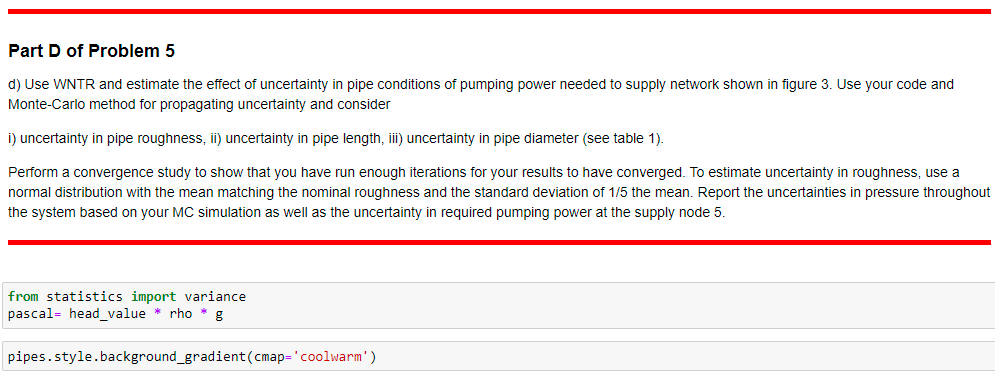 Part D of Problem 5
d) Use WNTR and estimate the effect of uncertainty in pipe conditions of pumping power needed to supply network shown in figure 3. Use your code and
Monte-Carlo method for propagating uncertainty and consider
i) uncertainty in pipe roughness, ii) uncertainty in pipe length, iii) uncertainty in pipe diameter (see table 1).
Perform a convergence study to show that you have run enough iterations for your results to have converged. To estimate uncertainty in roughness, use a
normal distribution with the mean matching the nominal roughness and the standard deviation of 1/5 the mean. Report the uncertainties in pressure throughout
the system based on your MC simulation as well as the uncertainty in required pumping power at the supply node 5.
from statistics import variance
pascal= head_value * rho * g
pipes.style.background_gradient(cmap='coolwarm')